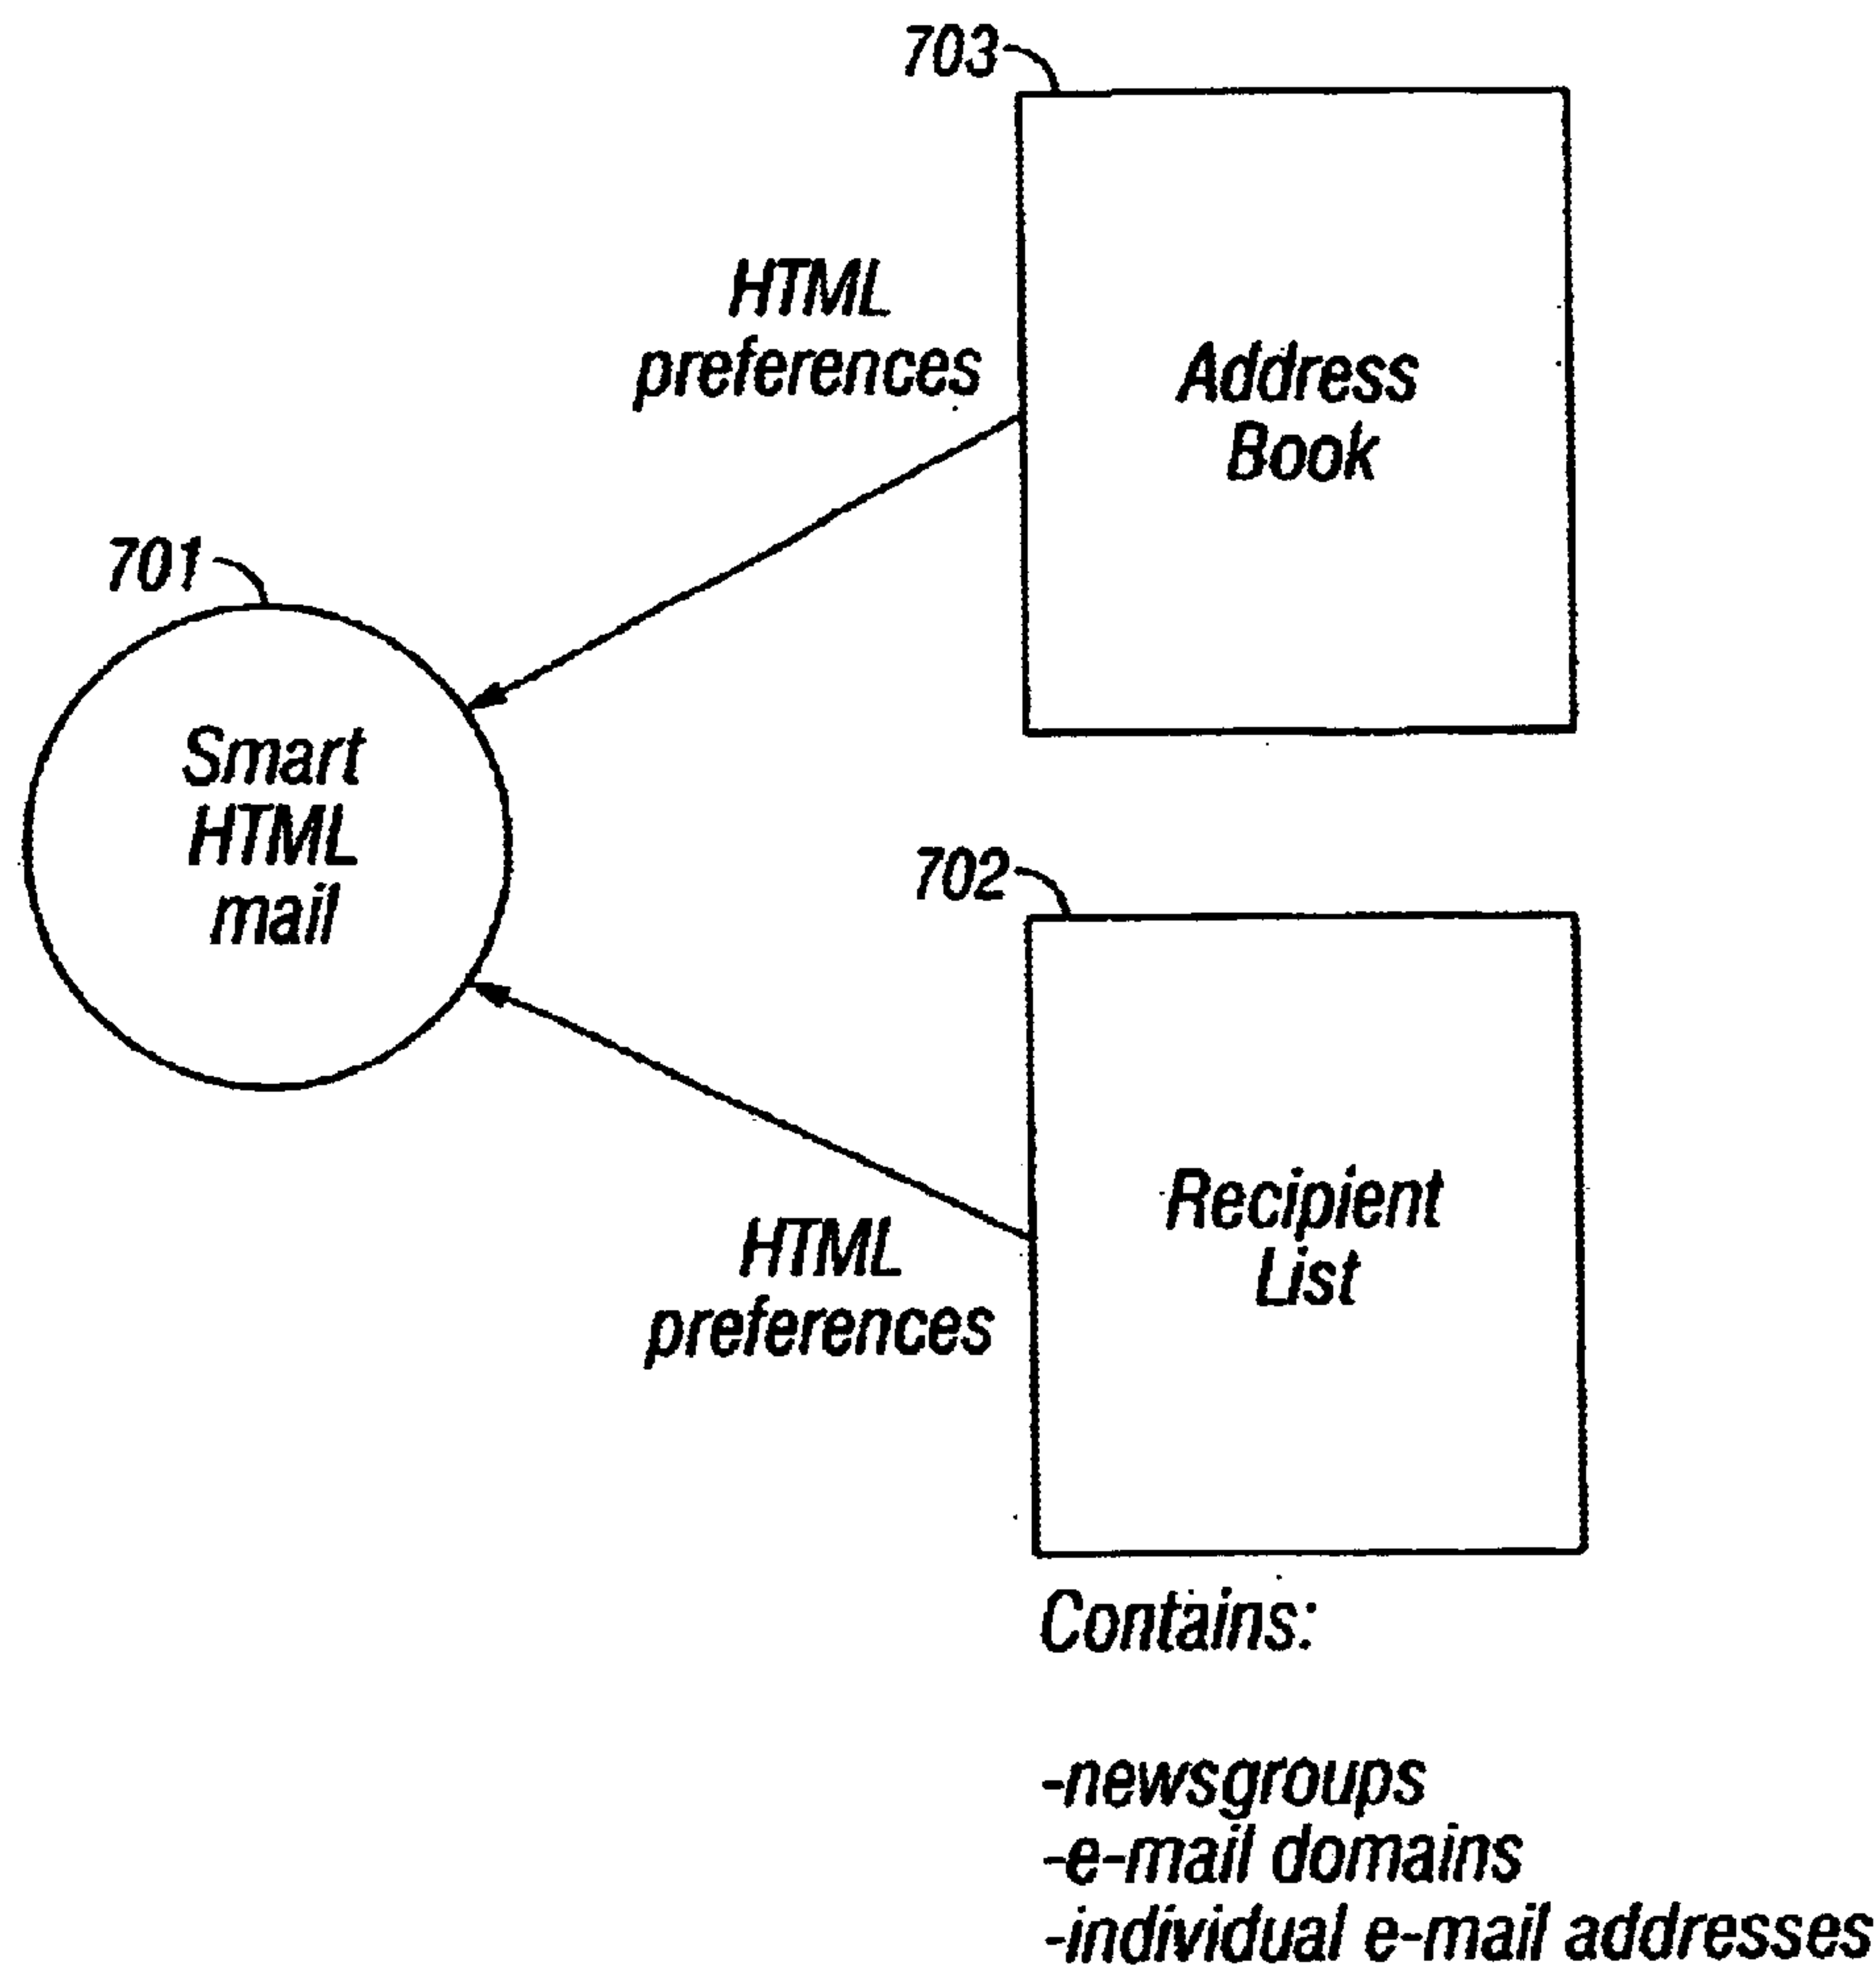 703
HTML
preferences
Address
Book
701
Smart
HTML
mail
702
Recipient
List
HTML
preferences
Contains:
-newsgroups
-e-mail domains
-individual e-mail addresses